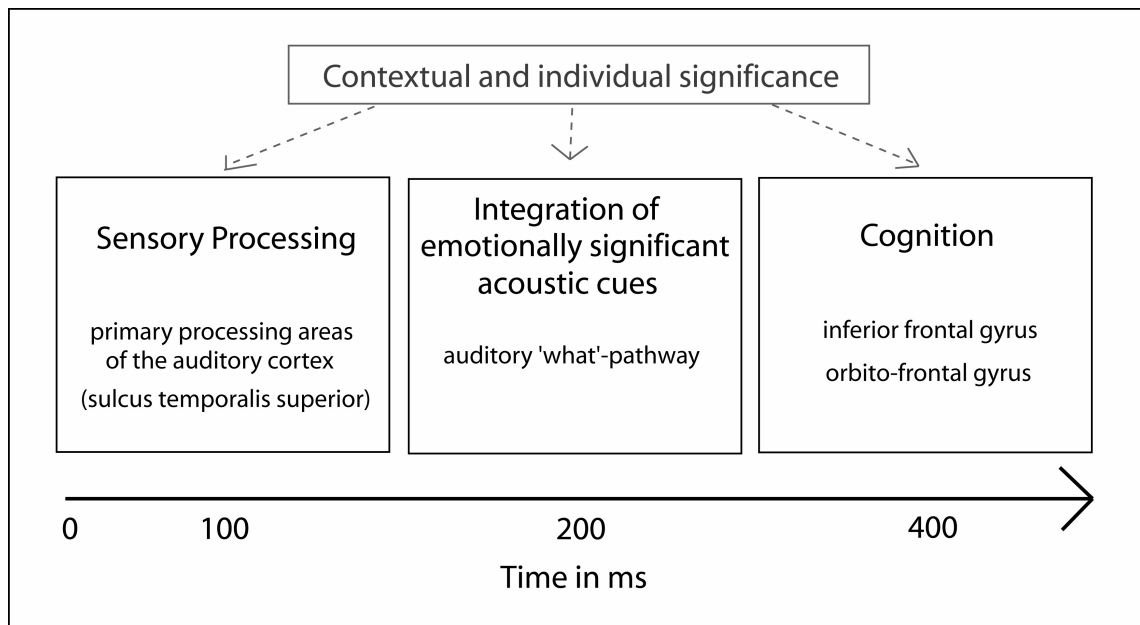 Contextual and individual significance
Sensory Processing
primary processing areas
of the auditory cortex
(sulcus temporalis superior)
Integration of
emotionally significant
acoustic cues
auditory 'what'-pathway
Cognition
inferior frontal gyrus
orbito-frontal gyrus
0 100 200 400
Time in ms